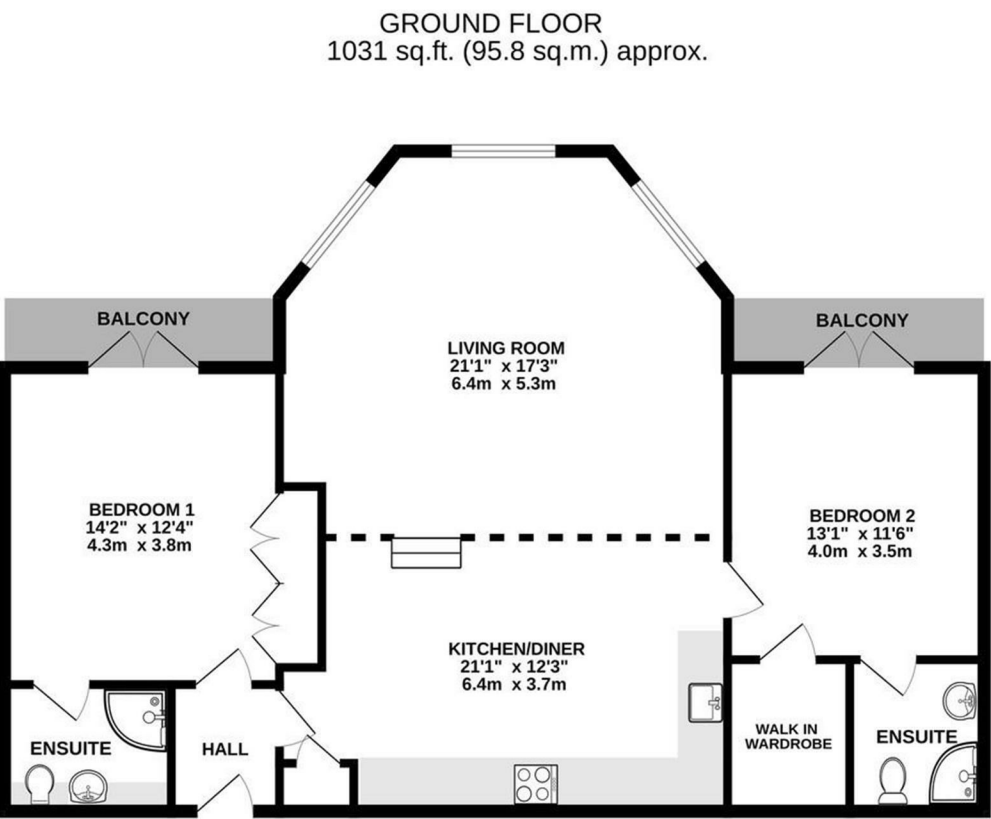 GROUND FLOOR
1031 sq.ft. (95.8 sq.m.) approx.
BALCONY
BALCONY
LIVING ROOM
21'1" x 17'3"
6.4m x 5.3m
BEDROOM 1
14'2" x 12'4"
4.3m x 3.8m
BEDROOM 2
13'1" x 11'6"
4.0m x 3.5m
KITCHEN/DINER
21'1" x 12'3"
6.4m x 3.7m
ENSUITE
HALL
WALK IN
WARDROBE
ENSUITE